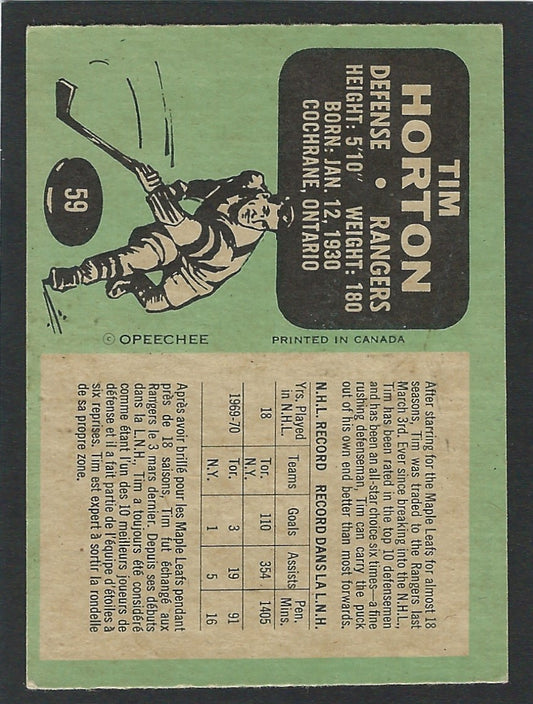 TIM
HORTON
DEFENSE • RANGERS
HEIGHT: 5'10" WEIGHT: 180
BORN: JAN. 12, 1930
COCHRANE, ONTARIO
59
© OPEECHEE
PRINTED IN CANADA
After starring for the Maple Leafs for almost 18
seasons, Tim was traded to the Rangers last
March 3rd. Ever since breaking into the N.H.L.,
Tim has been rated in the top 10 defensemen
and has been an all-star choice six times—a fine
rushing defenseman, Tim can carry the puck
out of his own end better than most forwards.
N.H.L. RECORD RECORD DANS LA L.N.H.
Yrs. Played in N.H.L. Teams Goals Assists Pen. Mins.
18 Tor. N.Y. 110 354 1405
1969-70 Tor. 3 19 91
N.Y. 1 5 16
Après avoir brillé pour les Maple Leafs pendant
près de 18 saisons, Tim fut échangé aux
Rangers le 3 mars dernier. Depuis ses débuts
dans la L.N.H., Tim a toujours été considéré
comme étant l'un des 10 meilleurs joueurs de
défense et il a fait partie de l'équipe d'étoiles à
six reprises. Tim est expert à sortir la rondelle
de sa propre zone.